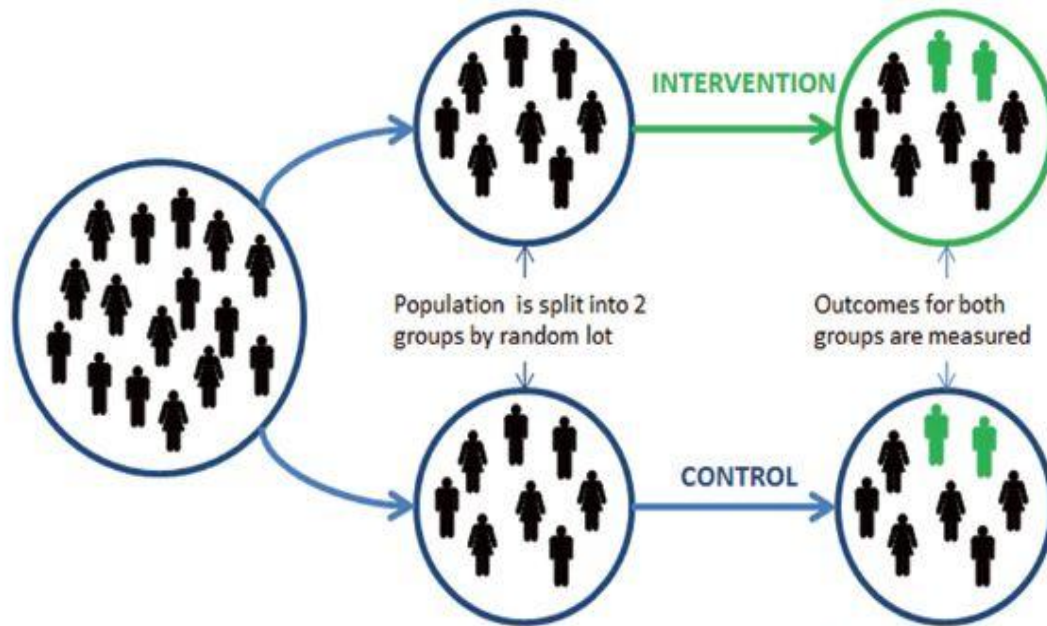 INTERVENTION
Population is split into 2
groups by random lot
Outcomes for both
groups are measured
CONTROL